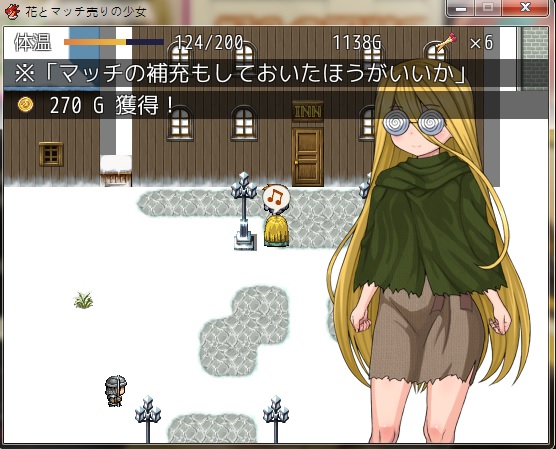 花とマッチ売りの少女
体温 124/200 1138G ×6
※「マッチの補充もしておいたほうがいいか」
270 G 獲得！
INN